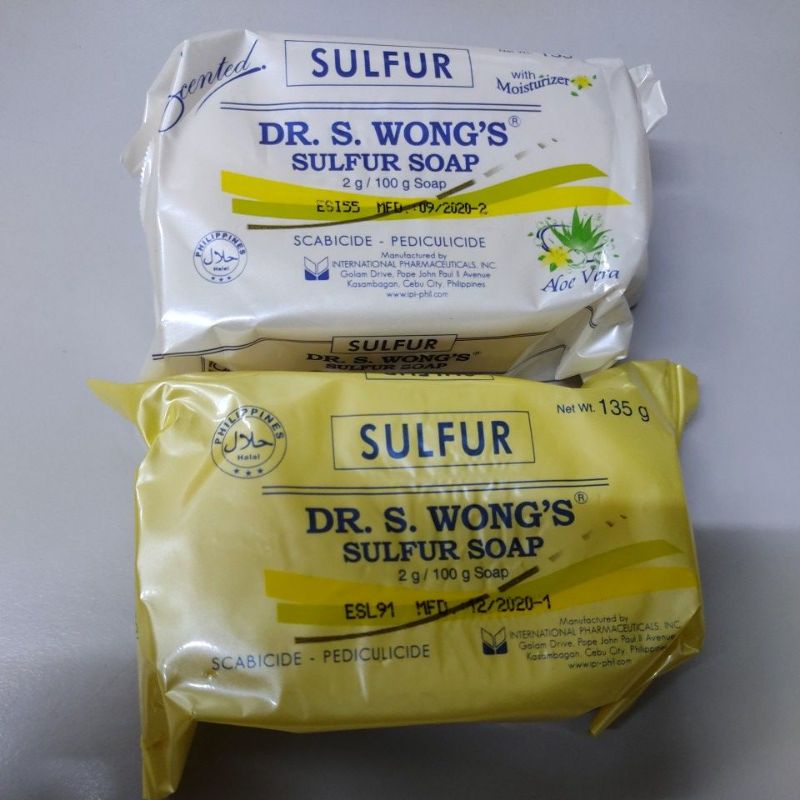 Scented
SULFUR
with
Moisturizer
DR. S. WONG'S®
SULFUR SOAP
2 g / 100 g Soap
ESI55 MFD. 09/2020-2
PHILIPPINES
حلال
Halal
SCABICIDE - PEDICULICIDE
Manufactured by
INTERNATIONAL PHARMACEUTICALS, INC.
Golam Drive, Pope John Paul II Avenue
Kasambagan, Cebu City, Philippines
www.ipi-phil.com
Aloe Vera
SULFUR
DR. S. WONG'S®
SULFUR SOAP
PHILIPPINES
حلال
Halal
SULFUR
Net Wt. 135 g
DR. S. WONG'S®
SULFUR SOAP
2 g / 100 g Soap
ESL91 MFD. 12/2020-1
SCABICIDE - PEDICULICIDE
Manufactured by
INTERNATIONAL PHARMACEUTICALS, INC.
Golam Drive, Pope John Paul II Avenue
Kasambagan, Cebu City, Philippines
www.ipi-phil.com